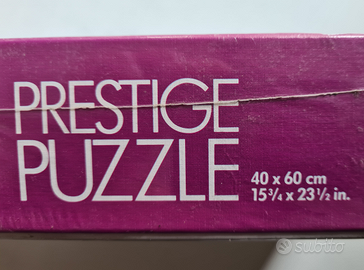 PRESTIGE
PUZZLE
40 x 60 cm
15¾ x 23½ in.
subito